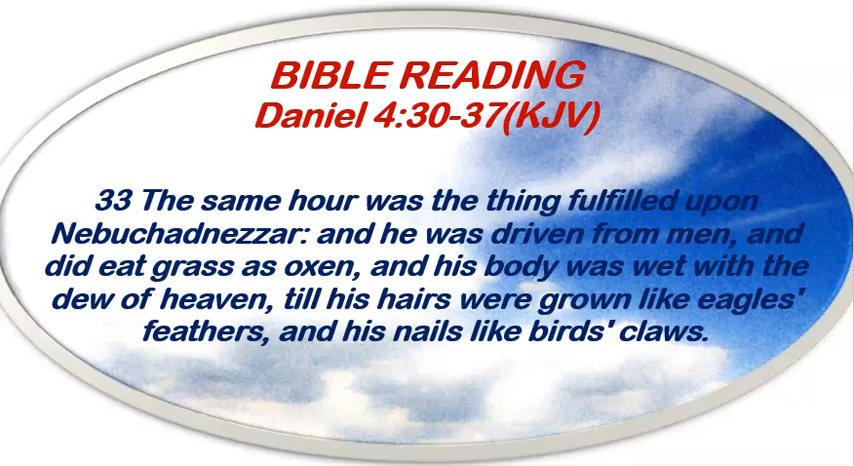 BIBLE READING
Daniel 4:30-37(KJV)
33 The same hour was the thing fulfilled upon
Nebuchadnezzar: and he was driven from men, and
did eat grass as oxen, and his body was wet with the
dew of heaven, till his hairs were grown like eagles'
feathers, and his nails like birds' claws.